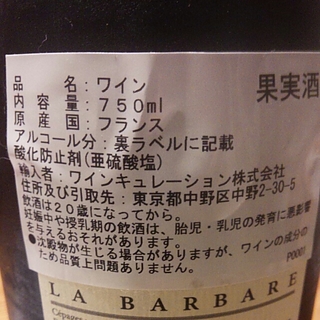 品名:ワイン 果実酒
内容量:750ml
原産国:フランス
アルコール分:裏ラベルに記載
酸化防止剤(亜硫酸塩)
輸入者:ワインキュレーション株式会社
住所及び引取先:東京都中野区中野2-30-5
飲酒は20歳になってから。
妊娠中や授乳期の飲酒は、胎児・乳児の発育に悪影響
を与えるおそれがあります。
●沈殿物が生じる場合がありますが、ワインの成分の
ため品質上問題ありません。
P0001
LA BARBARE